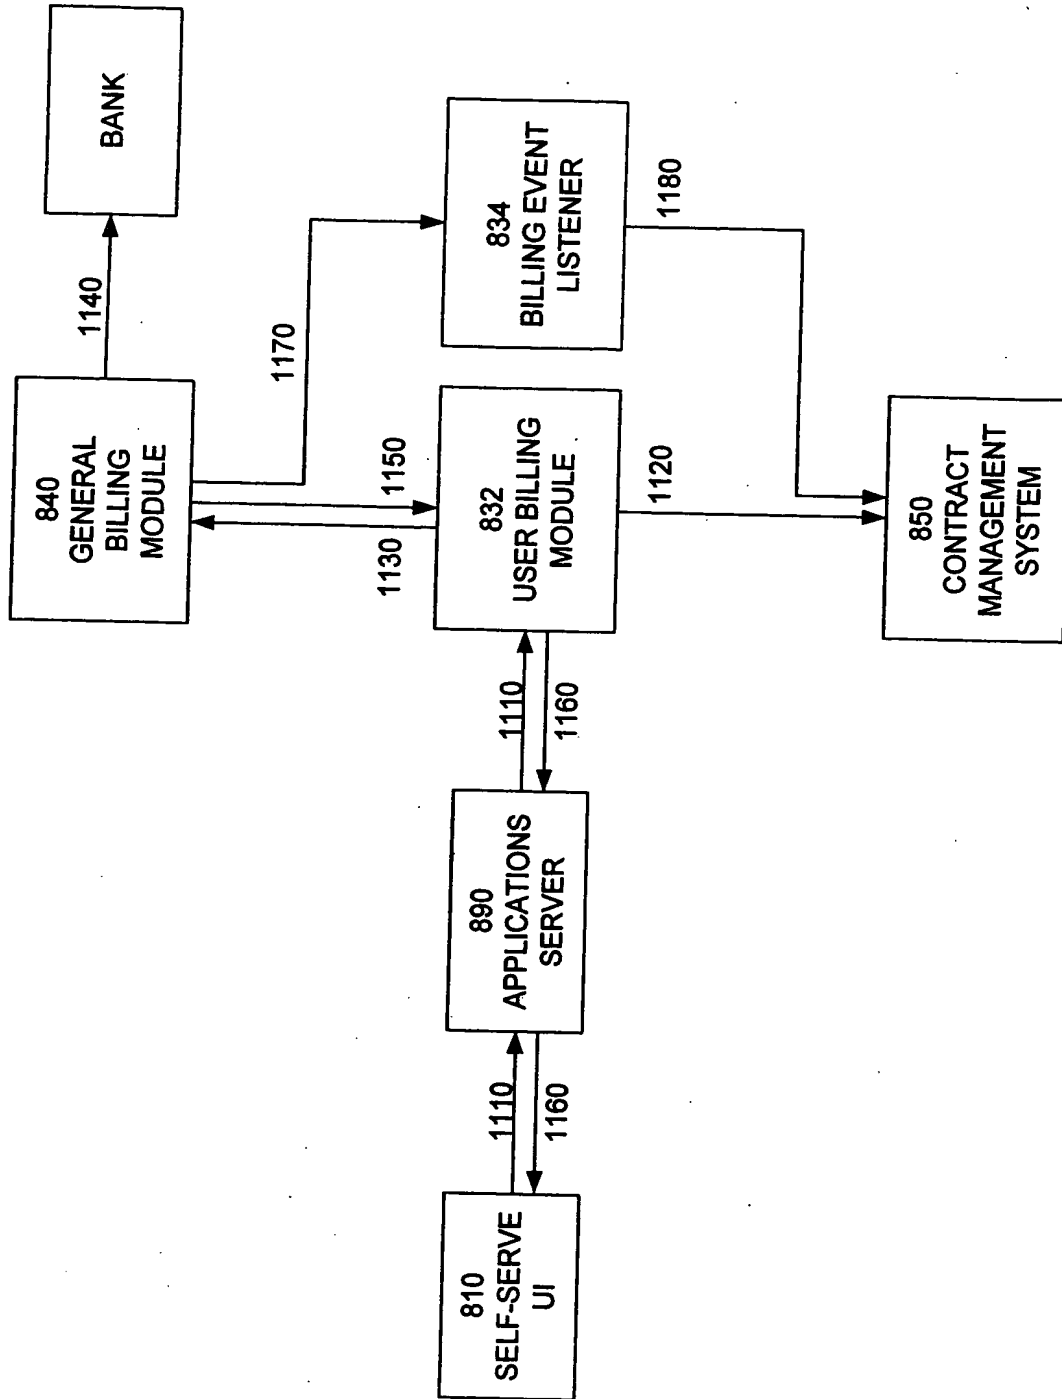 BANK
1140
840
GENERAL
BILLING
MODULE
1170
1150
1130
834
BILLING EVENT
LISTENER
1180
832
USER BILLING
MODULE
1120
850
CONTRACT
MANAGEMENT
SYSTEM
1110
1160
890
APPLICATIONS
SERVER
1110
1160
810
SELF-SERVE
UI